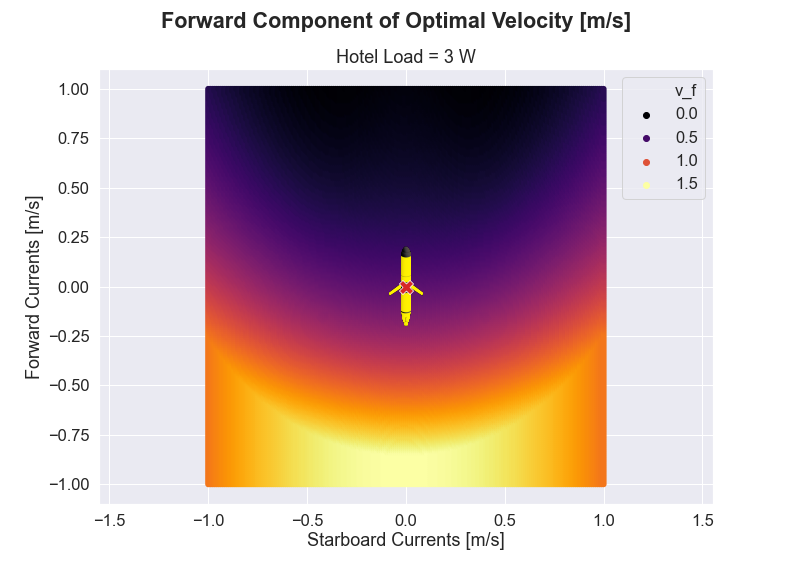 Forward Component of Optimal Velocity [m/s]
Hotel Load = 3 W
v_f
0.0
0.5
1.0
1.5
Forward Currents [m/s]
1.00
0.75
0.50
0.25
0.00
−0.25
−0.50
−0.75
−1.00
−1.5 −1.0 −0.5 0.0 0.5 1.0 1.5
Starboard Currents [m/s]